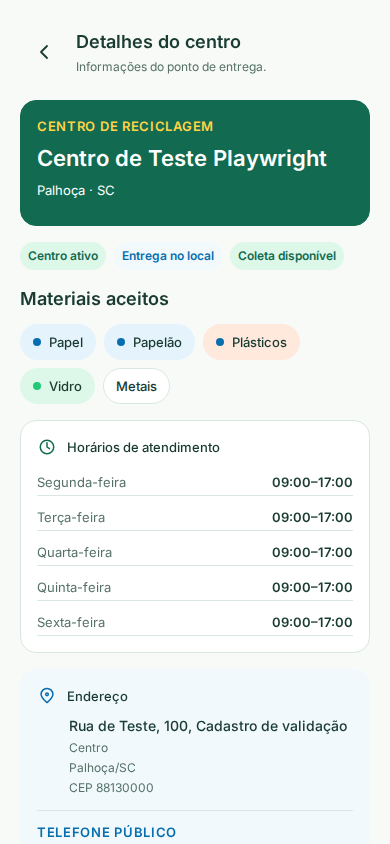 Detalhes do centro
Informações do ponto de entrega.
CENTRO DE RECICLAGEM
Centro de Teste Playwright
Palhoça · SC
Centro ativo
Entrega no local
Coleta disponível
Materiais aceitos
Papel
Papelão
Plásticos
Vidro
Metais
Horários de atendimento
Segunda-feira 09:00–17:00
Terça-feira 09:00–17:00
Quarta-feira 09:00–17:00
Quinta-feira 09:00–17:00
Sexta-feira 09:00–17:00
Endereço
Rua de Teste, 100, Cadastro de validação
Centro
Palhoça/SC
CEP 88130000
TELEFONE PÚBLICO